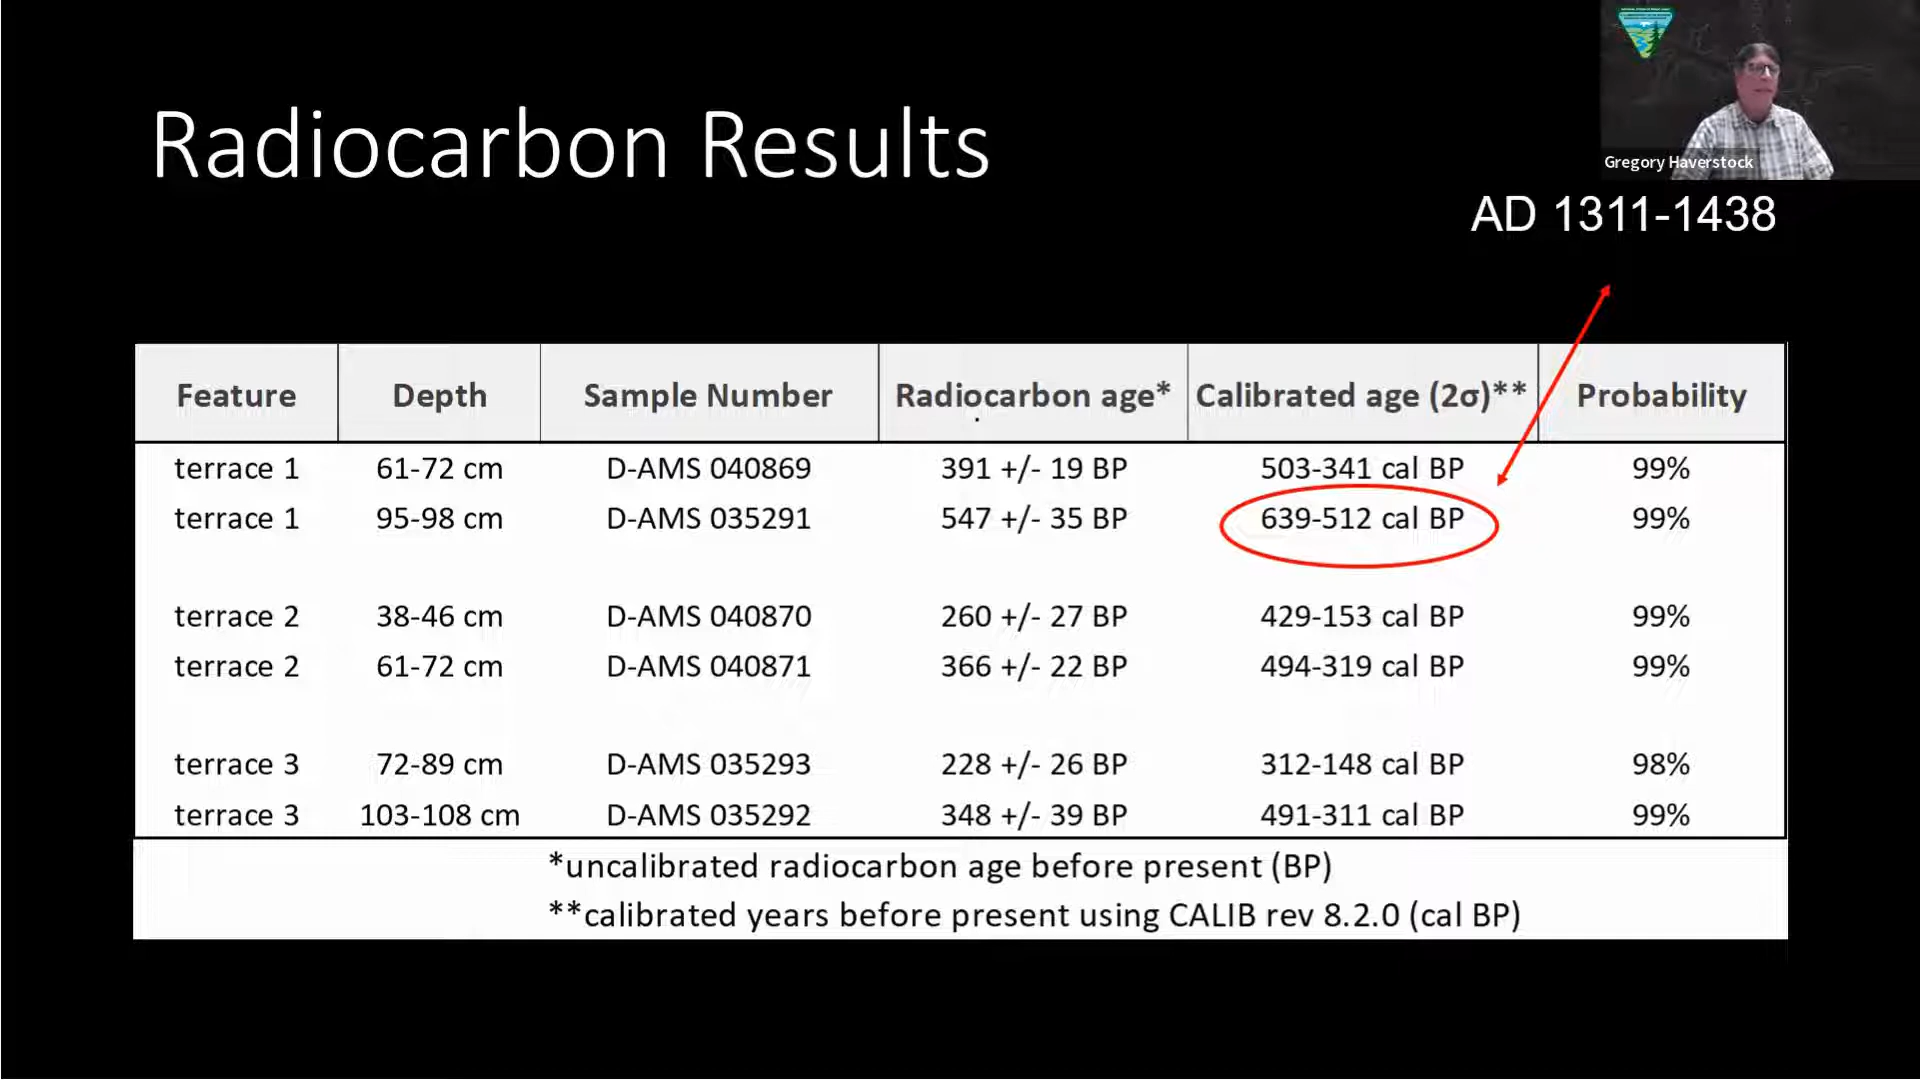 Radiocarbon Results
Gregory Haverstock
AD 1311-1438
Feature Depth Sample Number Radiocarbon age* Calibrated age (2σ)** Probability
terrace 1 61-72 cm D-AMS 040869 391 +/- 19 BP 503-341 cal BP 99%
terrace 1 95-98 cm D-AMS 035291 547 +/- 35 BP 639-512 cal BP 99%
terrace 2 38-46 cm D-AMS 040870 260 +/- 27 BP 429-153 cal BP 99%
terrace 2 61-72 cm D-AMS 040871 366 +/- 22 BP 494-319 cal BP 99%
terrace 3 72-89 cm D-AMS 035293 228 +/- 26 BP 312-148 cal BP 98%
terrace 3 103-108 cm D-AMS 035292 348 +/- 39 BP 491-311 cal BP 99%
*uncalibrated radiocarbon age before present (BP)
**calibrated years before present using CALIB rev 8.2.0 (cal BP)